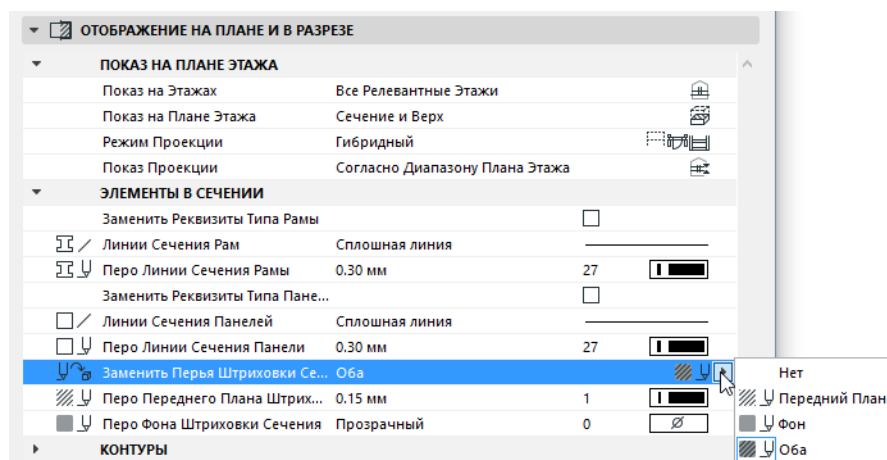 ОТОБРАЖЕНИЕ НА ПЛАНЕ И В РАЗРЕЗЕ
ПОКАЗ НА ПЛАНЕ ЭТАЖА
Показ на Этажах Все Релевантные Этажи
Показ на Плане Этажа Сечение и Верх
Режим Проекции Гибридный
Показ Проекции Согласно Диапазону Плана Этажа
ЭЛЕМЕНТЫ В СЕЧЕНИИ
Заменить Реквизиты Типа Рамы
Линии Сечения Рам Сплошная линия
Перо Линии Сечения Рамы 0.30 мм 27
Заменить Реквизиты Типа Пане...
Линии Сечения Панелей Сплошная линия
Перо Линии Сечения Панели 0.30 мм 27
Заменить Перья Штриховки Се... Оба
Нет
Перо Переднего Плана Штрих... 0.15 мм 1
Передний План
Перо Фона Штриховки Сечения Прозрачный 0
Фон
КОНТУРЫ
Оба